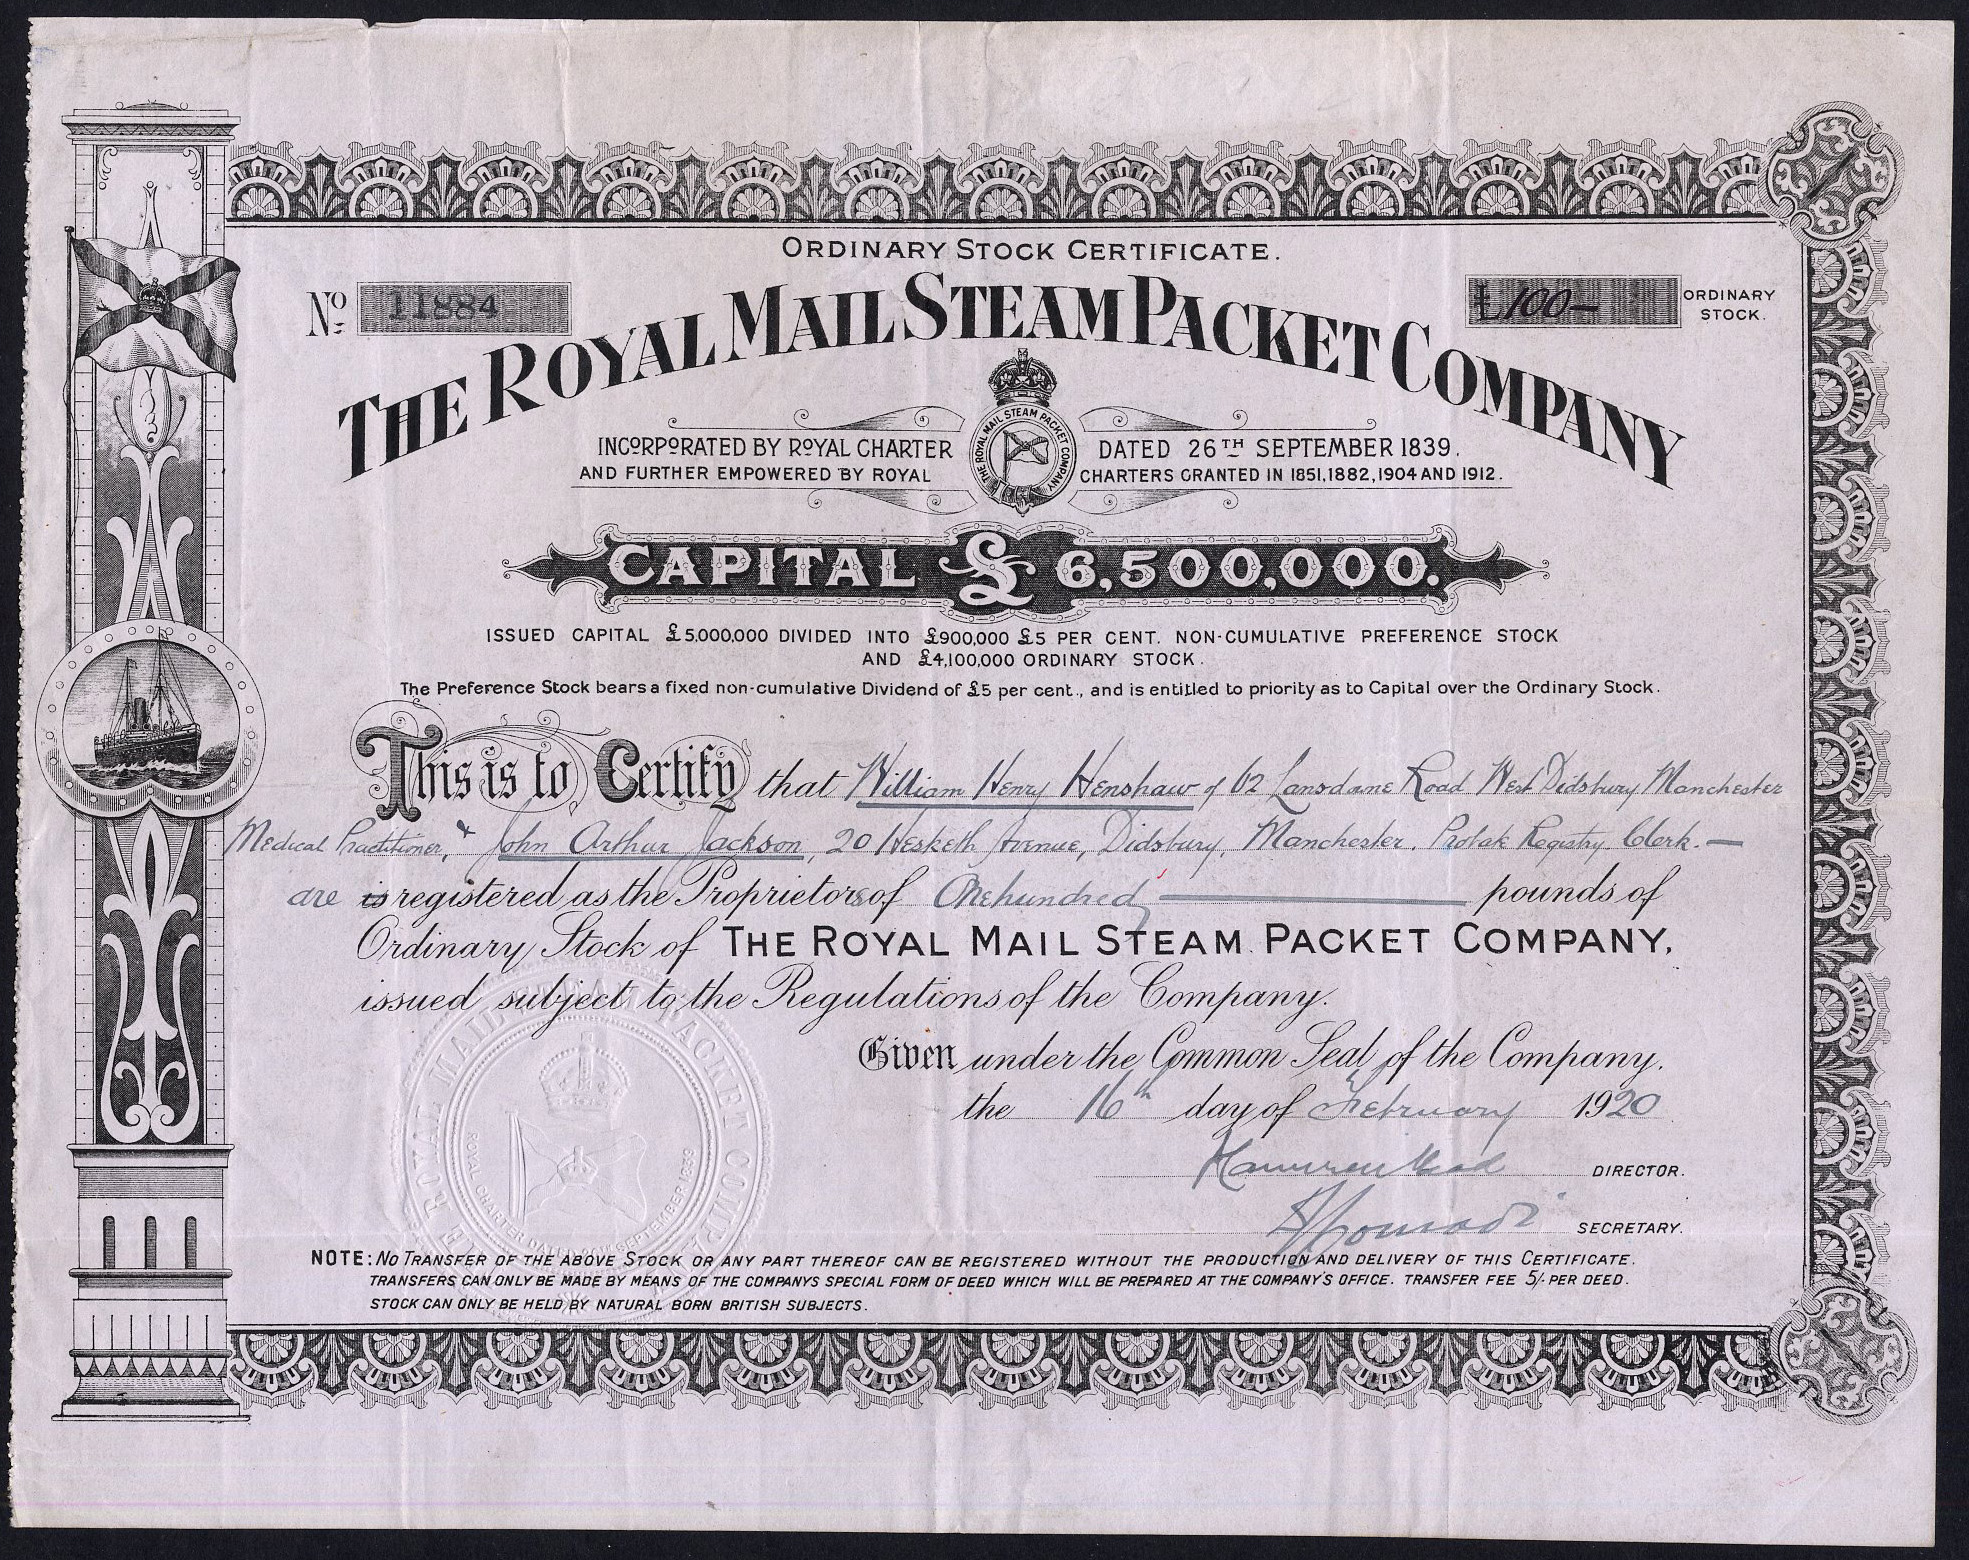 ORDINARY STOCK CERTIFICATE.
No 11884
£100- ORDINARY STOCK.
THE ROYAL MAIL STEAM PACKET COMPANY
THE ROYAL MAIL STEAM PACKET COMPANY
INCORPORATED BY ROYAL CHARTER DATED 26TH SEPTEMBER 1839.
AND FURTHER EMPOWERED BY ROYAL CHARTERS GRANTED IN 1851, 1882, 1904 AND 1912.
CAPITAL £6,500,000.
ISSUED CAPITAL £5,000,000 DIVIDED INTO £900,000 £5 PER CENT. NON-CUMULATIVE PREFERENCE STOCK
AND £4,100,000 ORDINARY STOCK.
The Preference Stock bears a fixed non-cumulative Dividend of £5 per cent., and is entitled to priority as to Capital over the Ordinary Stock.
This is to Certify that William Henry Henshaw of 62 Lansdowne Road West Didsbury Manchester
Medical Practitioner, & John Arthur Jackson, 20 Hesketh Avenue, Didsbury, Manchester. Probate Registry Clerk. —
are is registered as the Proprietors of One hundred — pounds of
Ordinary Stock of THE ROYAL MAIL STEAM PACKET COMPANY,
issued subject to the Regulations of the Company.
Given under the Common Seal of the Company,
the 16th day of February 1920
DIRECTOR.
SECRETARY.
ROYAL MAIL STEAM PACKET COMPANY
ROYAL CHARTER DATED 26TH SEPTEMBER 1839
NOTE: NO TRANSFER OF THE ABOVE STOCK OR ANY PART THEREOF CAN BE REGISTERED WITHOUT THE PRODUCTION AND DELIVERY OF THIS CERTIFICATE.
TRANSFERS CAN ONLY BE MADE BY MEANS OF THE COMPANYS SPECIAL FORM OF DEED WHICH WILL BE PREPARED AT THE COMPANY'S OFFICE. TRANSFER FEE 5/- PER DEED.
STOCK CAN ONLY BE HELD BY NATURAL BORN BRITISH SUBJECTS.